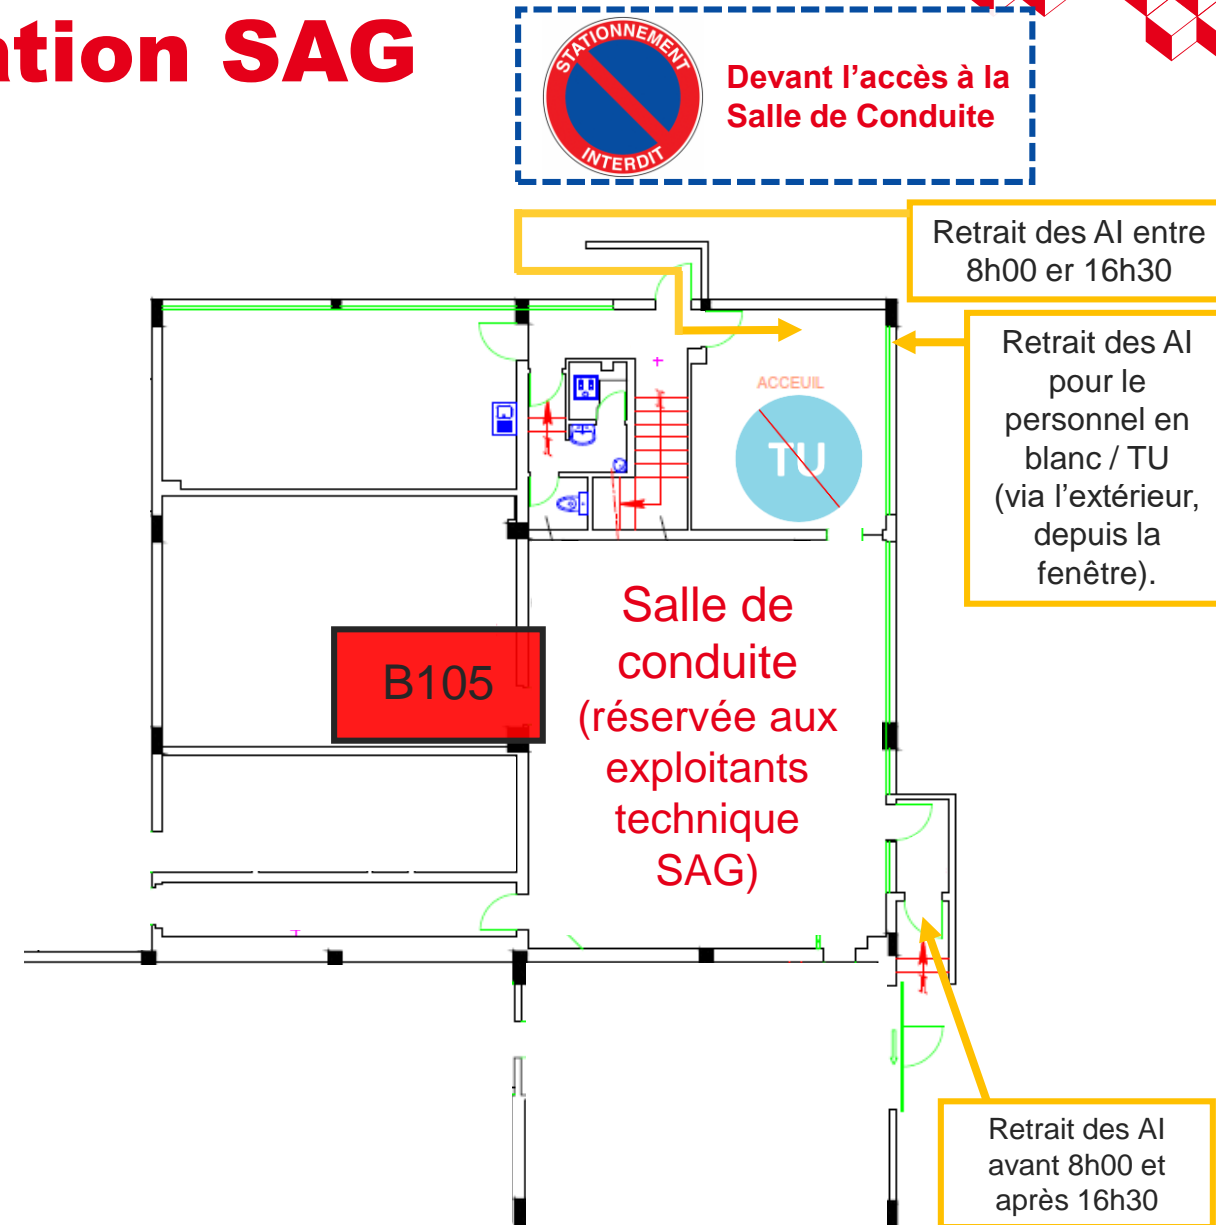 ation SAG
STATIONNEMENT
INTERDIT
Devant l'accès à la
Salle de Conduite
Retrait des AI entre
8h00 er 16h30
Retrait des AI
pour le
personnel en
blanc / TU
(via l'extérieur,
depuis la
fenêtre).
ACCEUIL
TU
Salle de
conduite
(réservée aux
exploitants
technique
SAG)
B105
Retrait des AI
avant 8h00 et
après 16h30